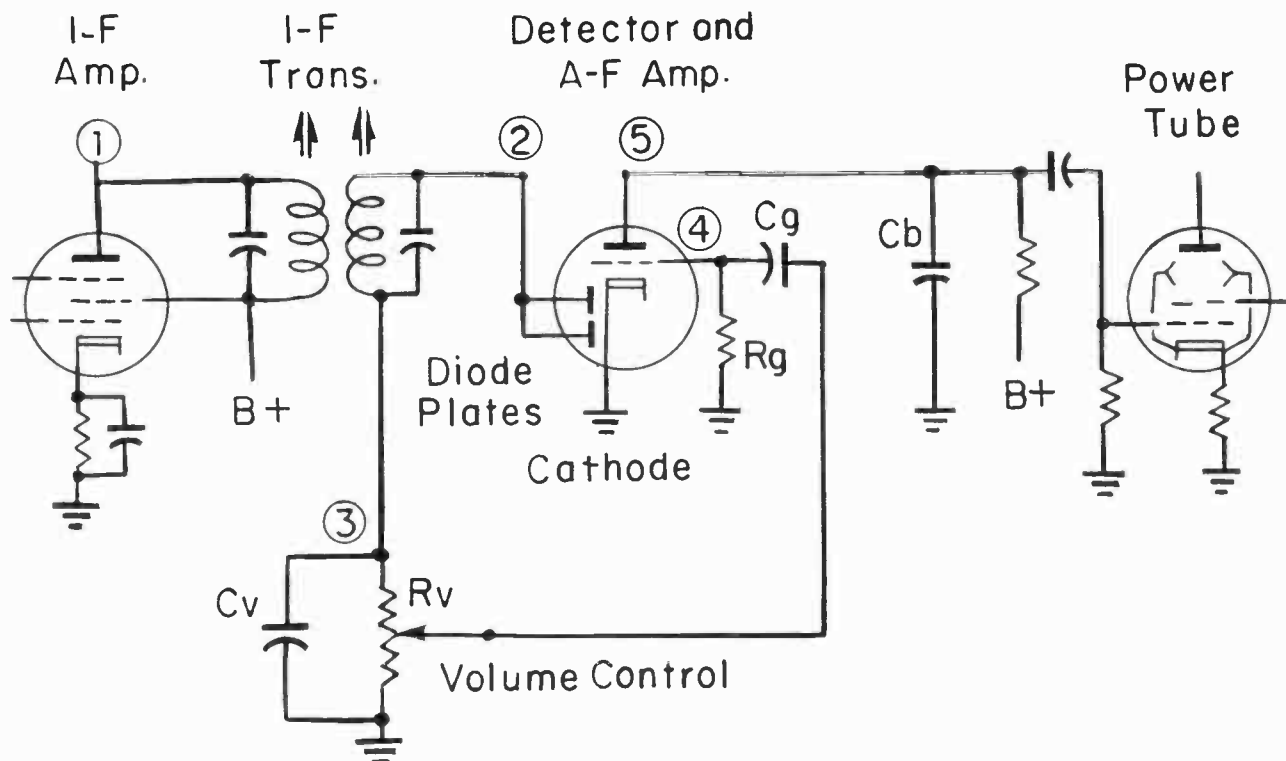 I-F
Amp.
I-F
Trans.
Detector and
A-F Amp.
Power
Tube
1
2
5
4
Cg
Cb
Rg
B+
Diode
Plates
B+
Cathode
3
Cv
Rv
Volume Control